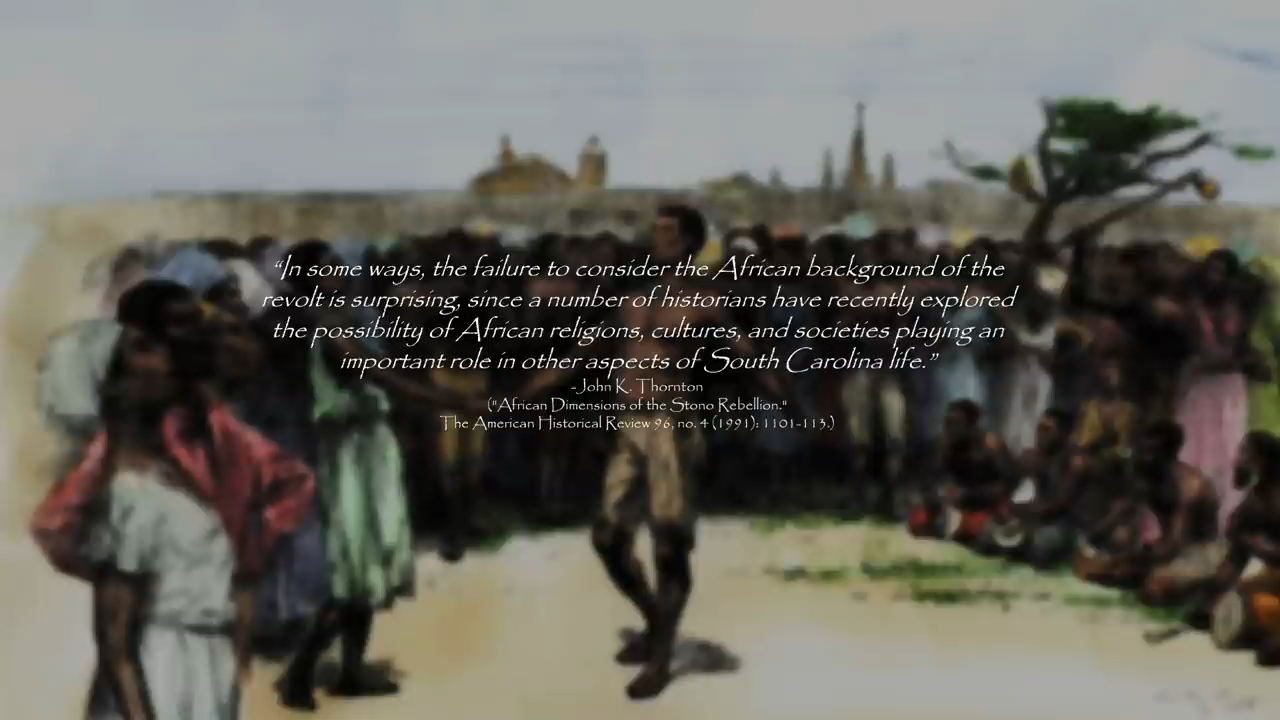 “In some ways, the failure to consider the African background of the
revolt is surprising, since a number of historians have recently explored
the possibility of African religions, cultures, and societies playing an
important role in other aspects of South Carolina life.”
-John K. Thornton
("African Dimensions of the Stono Rebellion."
The American Historical Review 96, no. 4 (1991): 1101-113.)